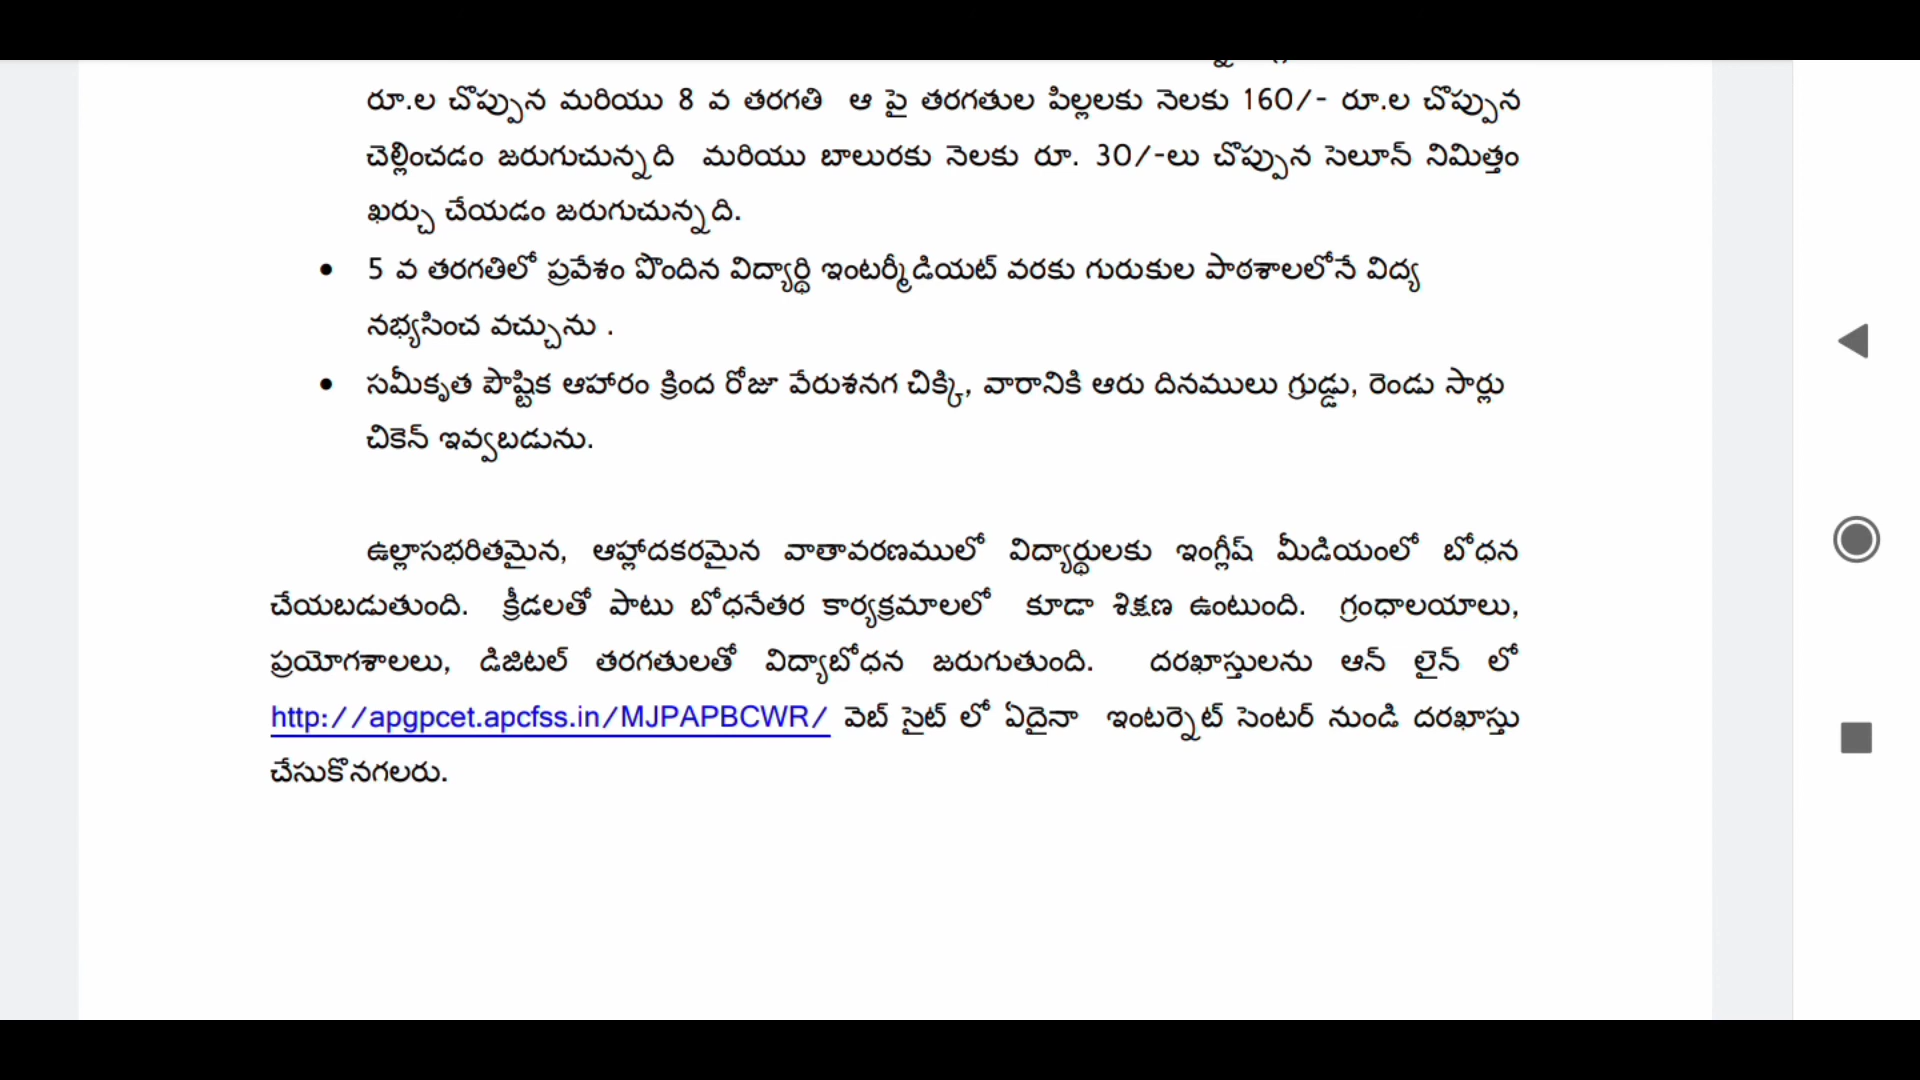 రూ.ల చొప్పున మరియు 8 వ తరగతి ఆ పై తరగతుల పిల్లలకు నెలకు 160/- రూ.ల చొప్పున
చెల్లించడం జరుగుచున్నది మరియు బాలురకు నెలకు రూ. 30/-లు చొప్పున సెలూన్ నిమిత్తం
ఖర్చు చేయడం జరుగుచున్నది.
• 5 వ తరగతిలో ప్రవేశం పొందిన విద్యార్థి ఇంటర్మీడియట్ వరకు గురుకుల పాఠశాలలోనే విద్య
నభ్యసించ వచ్చును .
• సమీకృత పౌష్టిక ఆహారం క్రింద రోజూ వేరుశనగ చిక్కి, వారానికి ఆరు దినములు గ్రుడ్డు, రెండు సార్లు
చికెన్ ఇవ్వబడును.
ఉల్లాసభరితమైన, ఆహ్లాదకరమైన వాతావరణములో విద్యార్థులకు ఇంగ్లీష్ మీడియంలో బోధన
చేయబడుతుంది. క్రీడలతో పాటు బోధనేతర కార్యక్రమాలలో కూడా శిక్షణ ఉంటుంది. గ్రంధాలయాలు,
ప్రయోగశాలలు, డిజిటల్ తరగతులతో విద్యాబోధన జరుగుతుంది. దరఖాస్తులను ఆన్ లైన్ లో
http://apgpcet.apcfss.in/MJPAPBCWR/ వెబ్ సైట్ లో ఏదైనా ఇంటర్నెట్ సెంటర్ నుండి దరఖాస్తు
చేసుకొనగలరు.